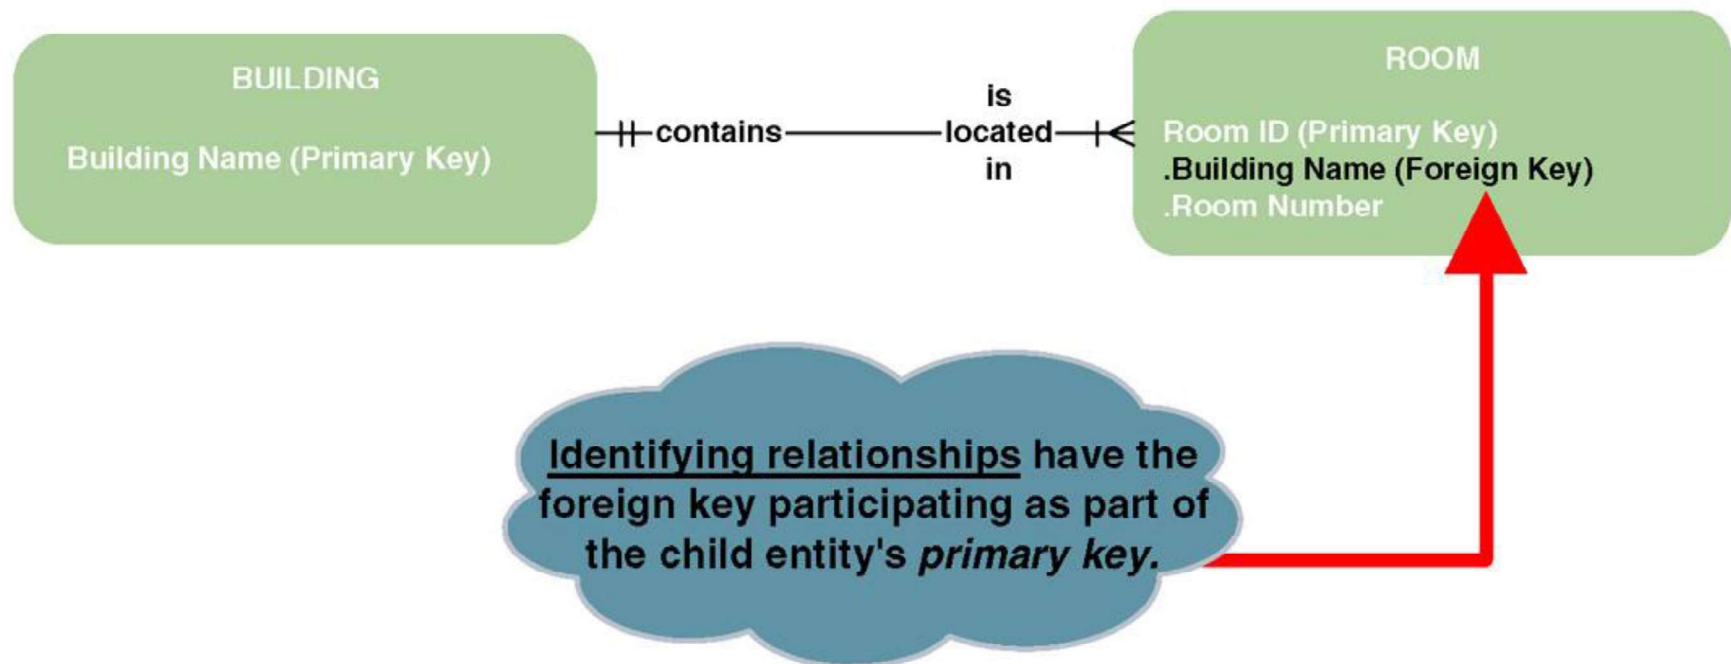 BUILDING
Building Name (Primary Key)
contains
is
located
in
ROOM
Room ID (Primary Key)
.Building Name (Foreign Key)
.Room Number
Identifying relationships have the
foreign key participating as part of
the child entity's primary key.